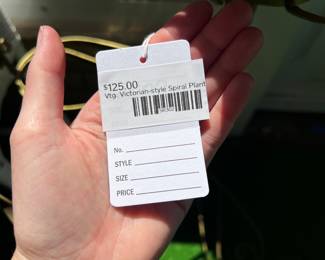 $125.00
Vtg. Victorian-style Spiral Plant
No.
STYLE
SIZE
PRICE